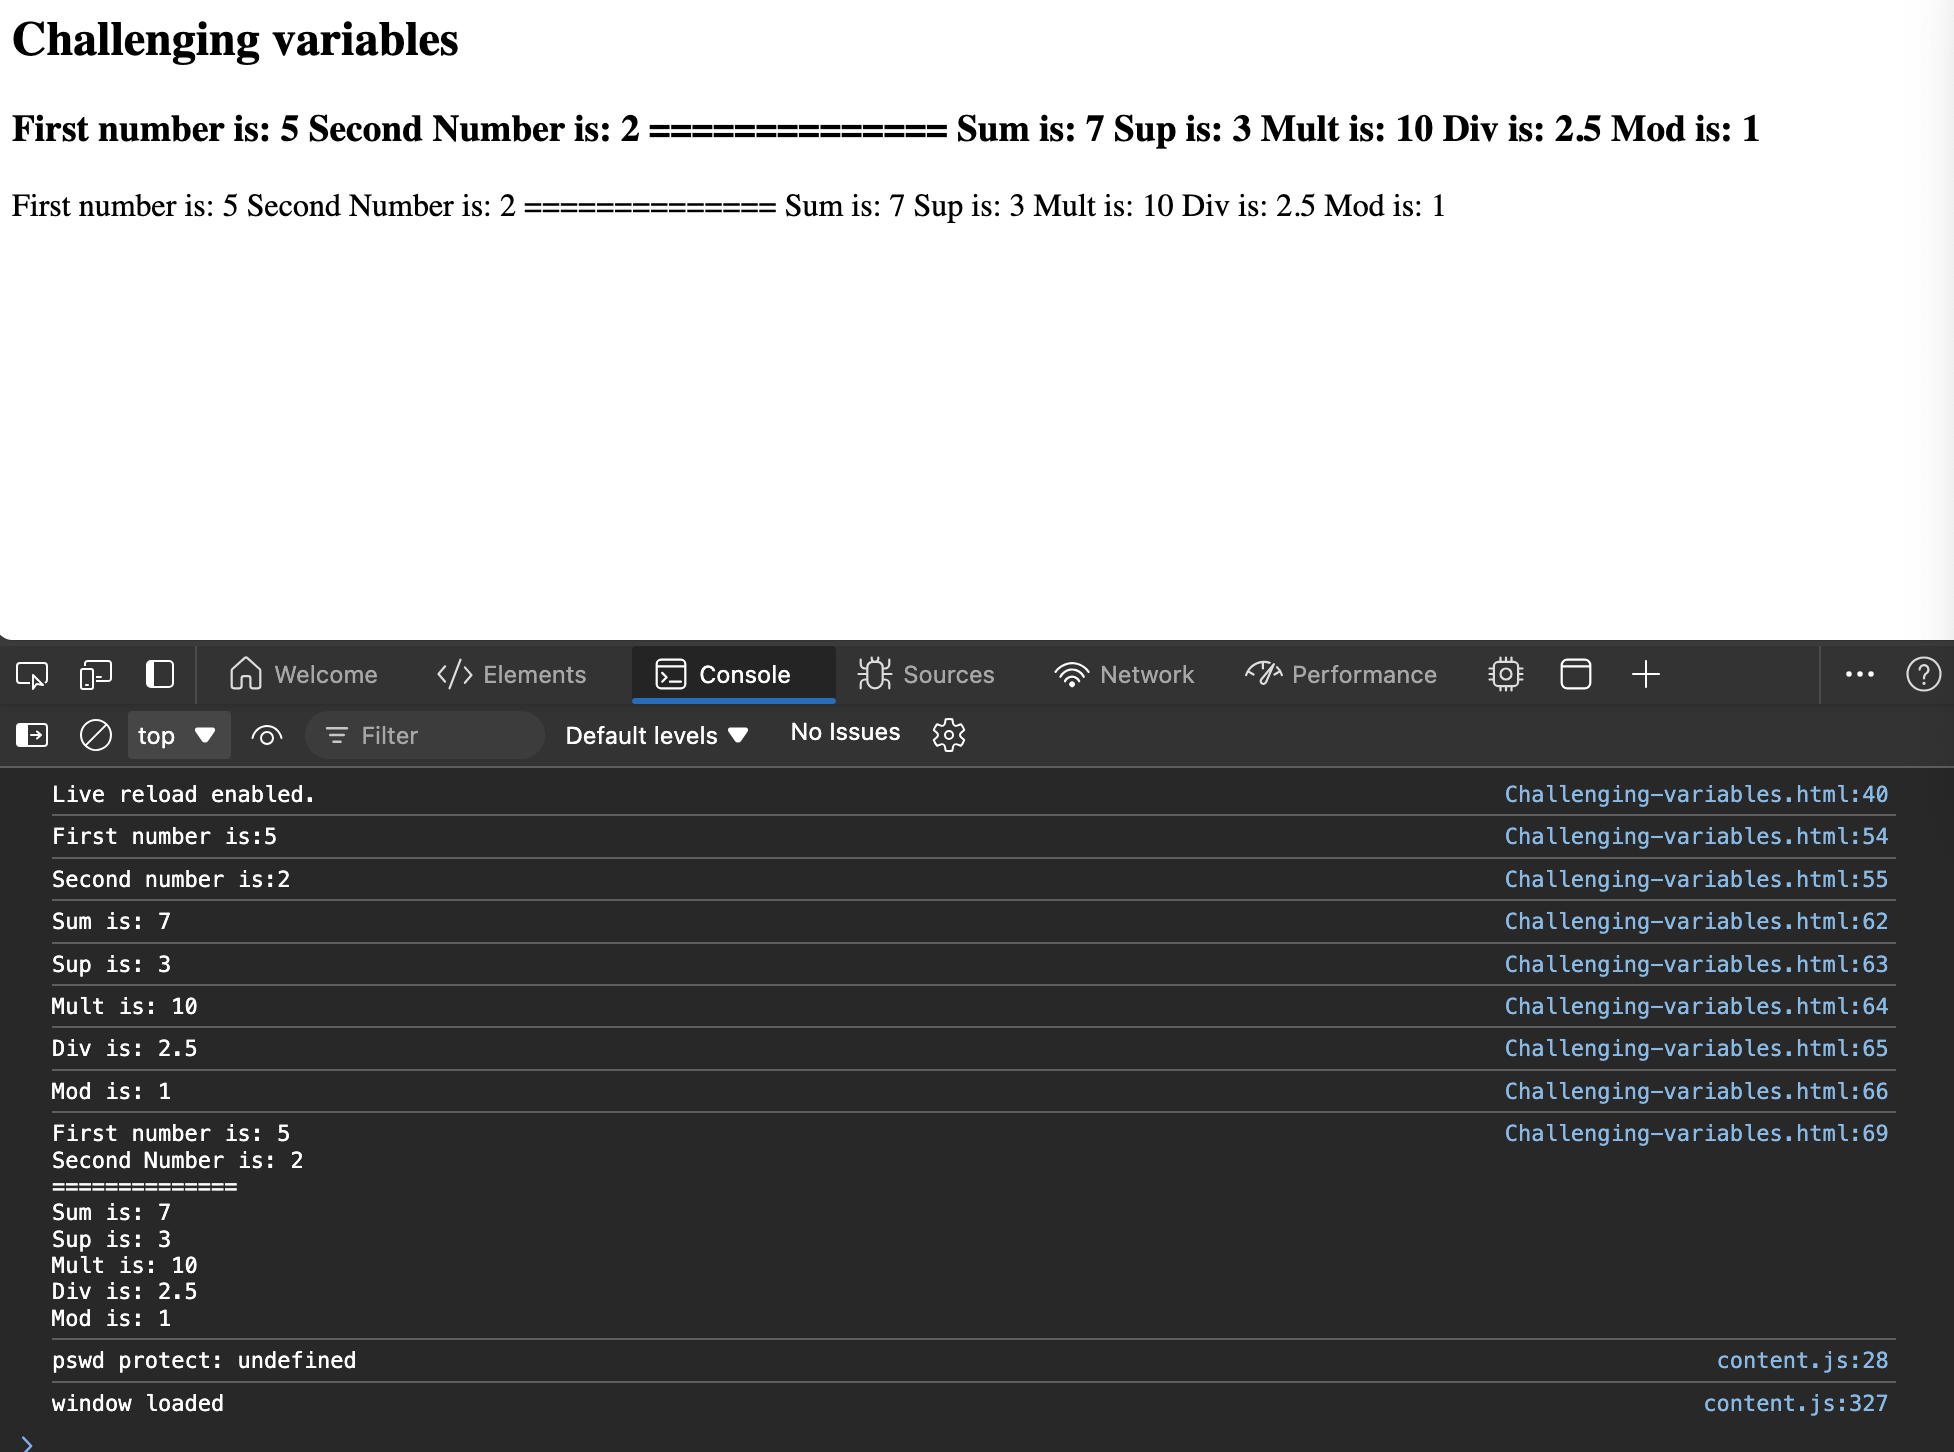 Challenging variables
First number is: 5 Second Number is: 2 ============== Sum is: 7 Sup is: 3 Mult is: 10 Div is: 2.5 Mod is: 1
First number is: 5 Second Number is: 2 ============== Sum is: 7 Sup is: 3 Mult is: 10 Div is: 2.5 Mod is: 1
Welcome </> Elements Console Sources Network Performance
top Filter Default levels No Issues
Live reload enabled. Challenging-variables.html:40
First number is:5 Challenging-variables.html:54
Second number is:2 Challenging-variables.html:55
Sum is: 7 Challenging-variables.html:62
Sup is: 3 Challenging-variables.html:63
Mult is: 10 Challenging-variables.html:64
Div is: 2.5 Challenging-variables.html:65
Mod is: 1 Challenging-variables.html:66
First number is: 5 Challenging-variables.html:69
Second Number is: 2
==============
Sum is: 7
Sup is: 3
Mult is: 10
Div is: 2.5
Mod is: 1
pswd protect: undefined content.js:28
window loaded content.js:327